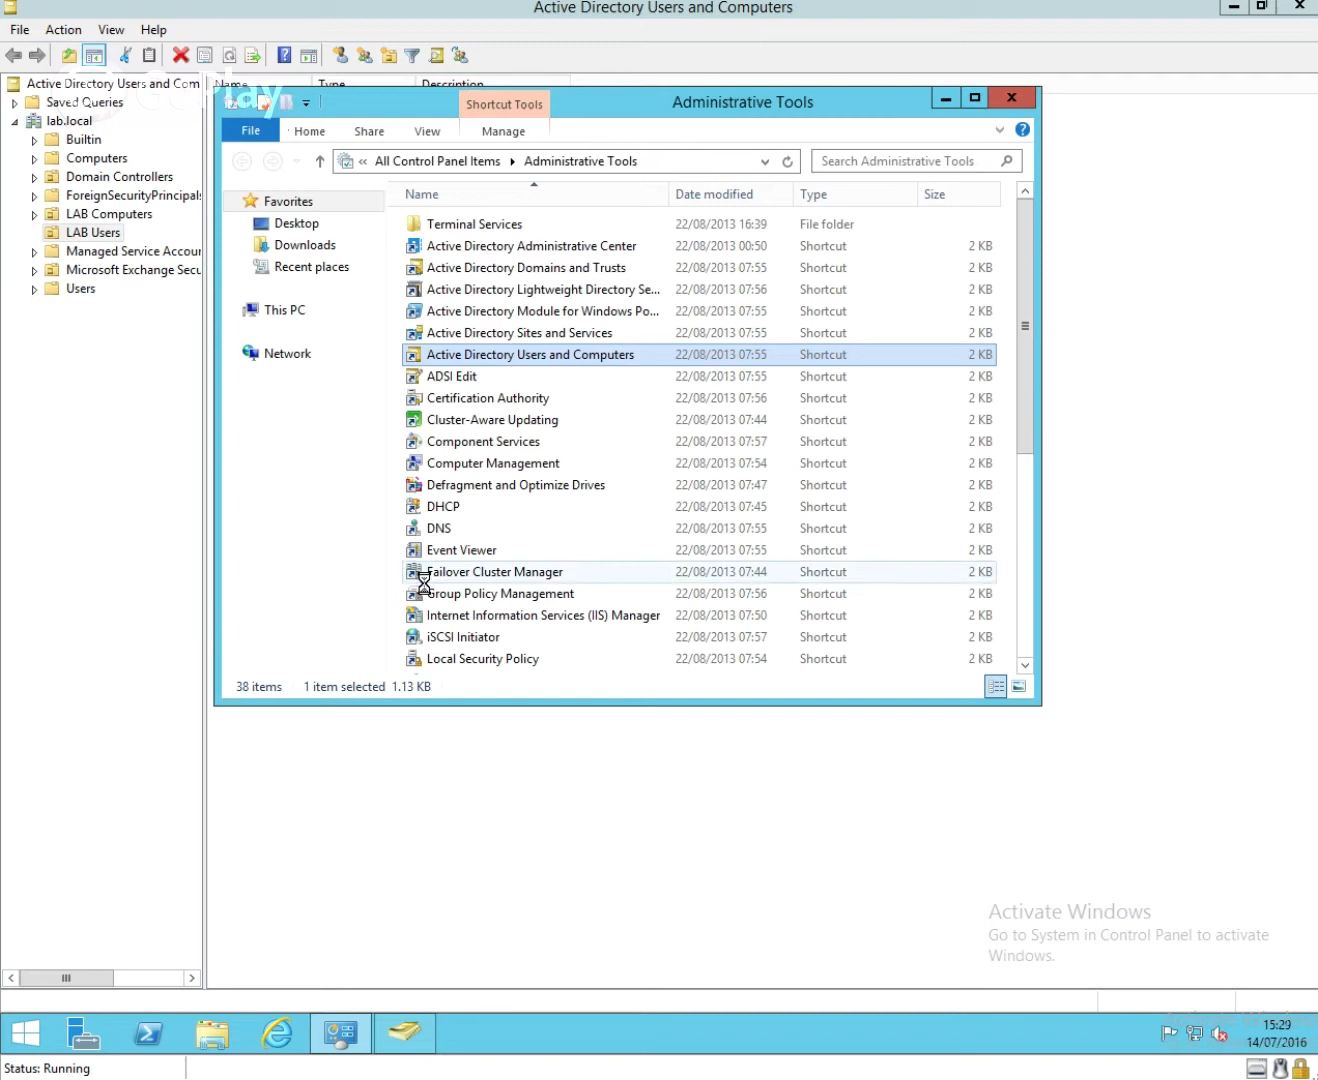 Active Directory Users and Computers
File Action View Help
Active Directory Users and Com
Name Type Description
Saved Queries
lab.local
Builtin
Computers
Domain Controllers
ForeignSecurityPrincipals
LAB Computers
LAB Users
Managed Service Accour
Microsoft Exchange Secu
Users
Shortcut Tools
Administrative Tools
File Home Share View Manage
« All Control Panel Items Administrative Tools
Search Administrative Tools
Favorites
Desktop
Downloads
Recent places
This PC
Network
Name Date modified Type Size
Terminal Services 22/08/2013 16:39 File folder
Active Directory Administrative Center 22/08/2013 00:50 Shortcut 2 KB
Active Directory Domains and Trusts 22/08/2013 07:55 Shortcut 2 KB
Active Directory Lightweight Directory Se... 22/08/2013 07:56 Shortcut 2 KB
Active Directory Module for Windows Po... 22/08/2013 07:55 Shortcut 2 KB
Active Directory Sites and Services 22/08/2013 07:55 Shortcut 2 KB
Active Directory Users and Computers 22/08/2013 07:55 Shortcut 2 KB
ADSI Edit 22/08/2013 07:55 Shortcut 2 KB
Certification Authority 22/08/2013 07:56 Shortcut 2 KB
Cluster-Aware Updating 22/08/2013 07:44 Shortcut 2 KB
Component Services 22/08/2013 07:57 Shortcut 2 KB
Computer Management 22/08/2013 07:54 Shortcut 2 KB
Defragment and Optimize Drives 22/08/2013 07:47 Shortcut 2 KB
DHCP 22/08/2013 07:45 Shortcut 2 KB
DNS 22/08/2013 07:55 Shortcut 2 KB
Event Viewer 22/08/2013 07:55 Shortcut 2 KB
Failover Cluster Manager 22/08/2013 07:44 Shortcut 2 KB
Group Policy Management 22/08/2013 07:56 Shortcut 2 KB
Internet Information Services (IIS) Manager 22/08/2013 07:50 Shortcut 2 KB
iSCSI Initiator 22/08/2013 07:57 Shortcut 2 KB
Local Security Policy 22/08/2013 07:54 Shortcut 2 KB
38 items 1 item selected 1.13 KB
Activate Windows
Go to System in Control Panel to activate
Windows.
15:29
14/07/2016
Status: Running